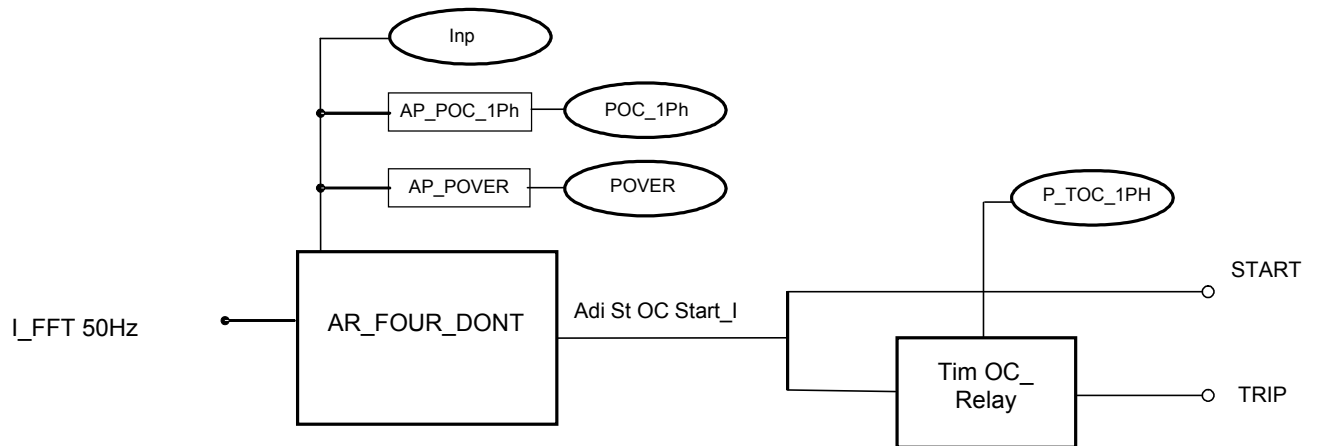 Inp
AP_POC_1Ph
POC_1Ph
AP_POVER
POVER
P_TOC_1PH
START
I_FFT 50Hz
AR_FOUR_DONT
Adi St OC Start_I
Tim OC_
Relay
TRIP